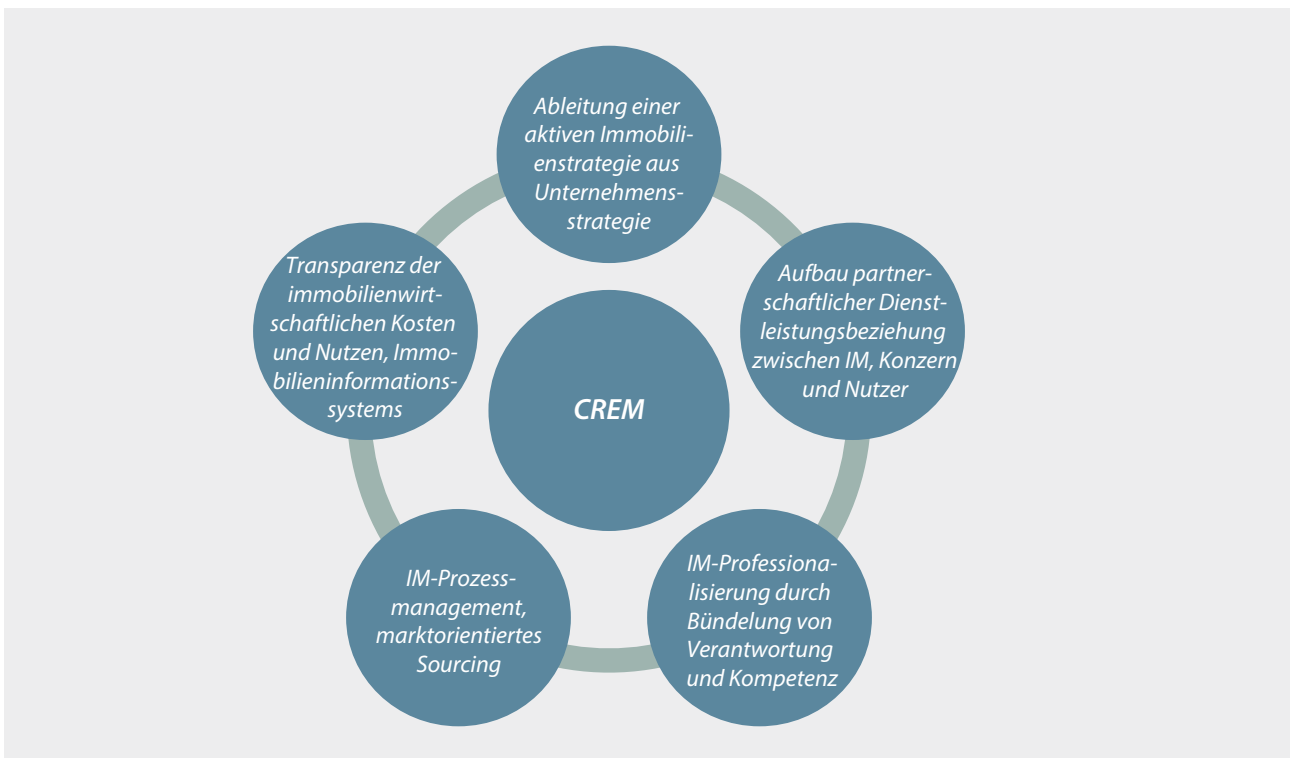 Ableitung einer
aktiven Immobili-
enstrategie aus
Unternehmens-
strategie
Aufbau partner-
schaftlicher Dienst-
leistungsbeziehung
zwischen IM, Konzern
und Nutzer
IM-Professiona-
lisierung durch
Bündelung von
Verantwortung
und Kompetenz
IM-Prozess-
management,
marktorientiertes
Sourcing
Transparenz der
immobilienwirt-
schaftlichen Kosten
und Nutzen, Immo-
bilieninformations-
systems
CREM